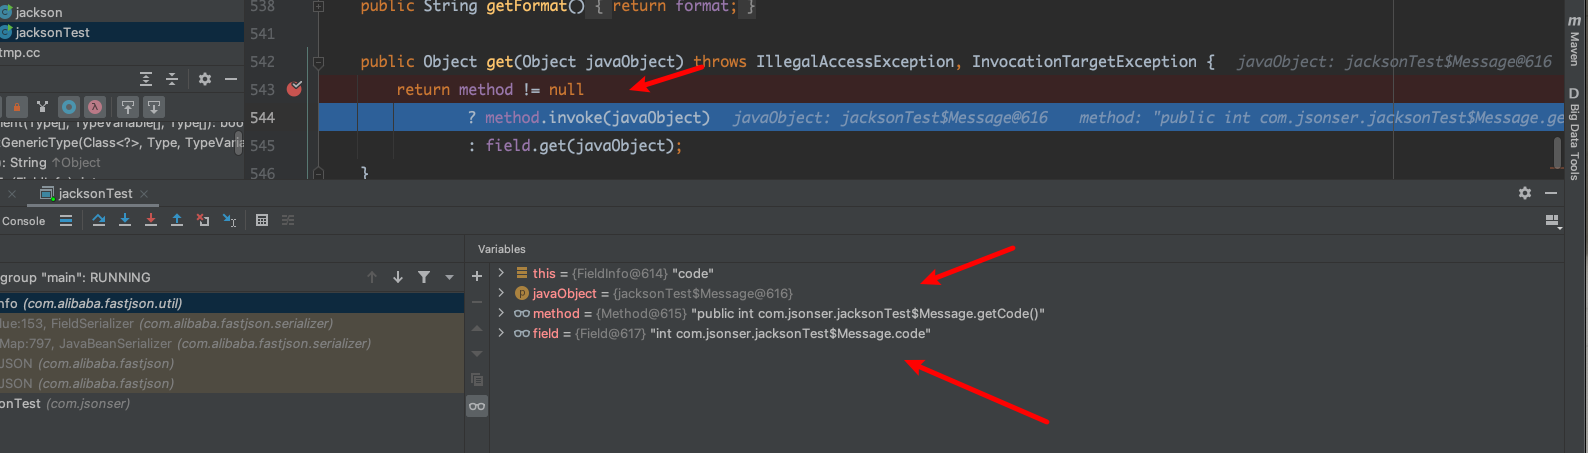 jackson
jacksonTest
tmp.cc
538 public String getFormat() { return format; }
541
542 public Object get(Object javaObject) throws IllegalAccessException, InvocationTargetException { javaObject: jacksonTest$Message@616
543 return method != null
544 ? method.invoke(javaObject) javaObject: jacksonTest$Message@616 method: "public int com.jsonser.jacksonTest$Message.ge
545 : field.get(javaObject);
546 }
GenericType(Class<?>, Type, TypeVaria
): String ↑Object
m Maven
D Big Data Tools
jacksonTest
Console
Variables
group "main": RUNNING
nfo (com.alibaba.fastjson.util)
lue:153, FieldSerializer (com.alibaba.fastjson.serializer)
Map:797, JavaBeanSerializer (com.alibaba.fastjson.serializer)
JSON (com.alibaba.fastjson)
JSON (com.alibaba.fastjson)
onTest (com.jsonser)
this = {FieldInfo@614} "code"
javaObject = {jacksonTest$Message@616}
method = {Method@615} "public int com.jsonser.jacksonTest$Message.getCode()"
field = {Field@617} "int com.jsonser.jacksonTest$Message.code"